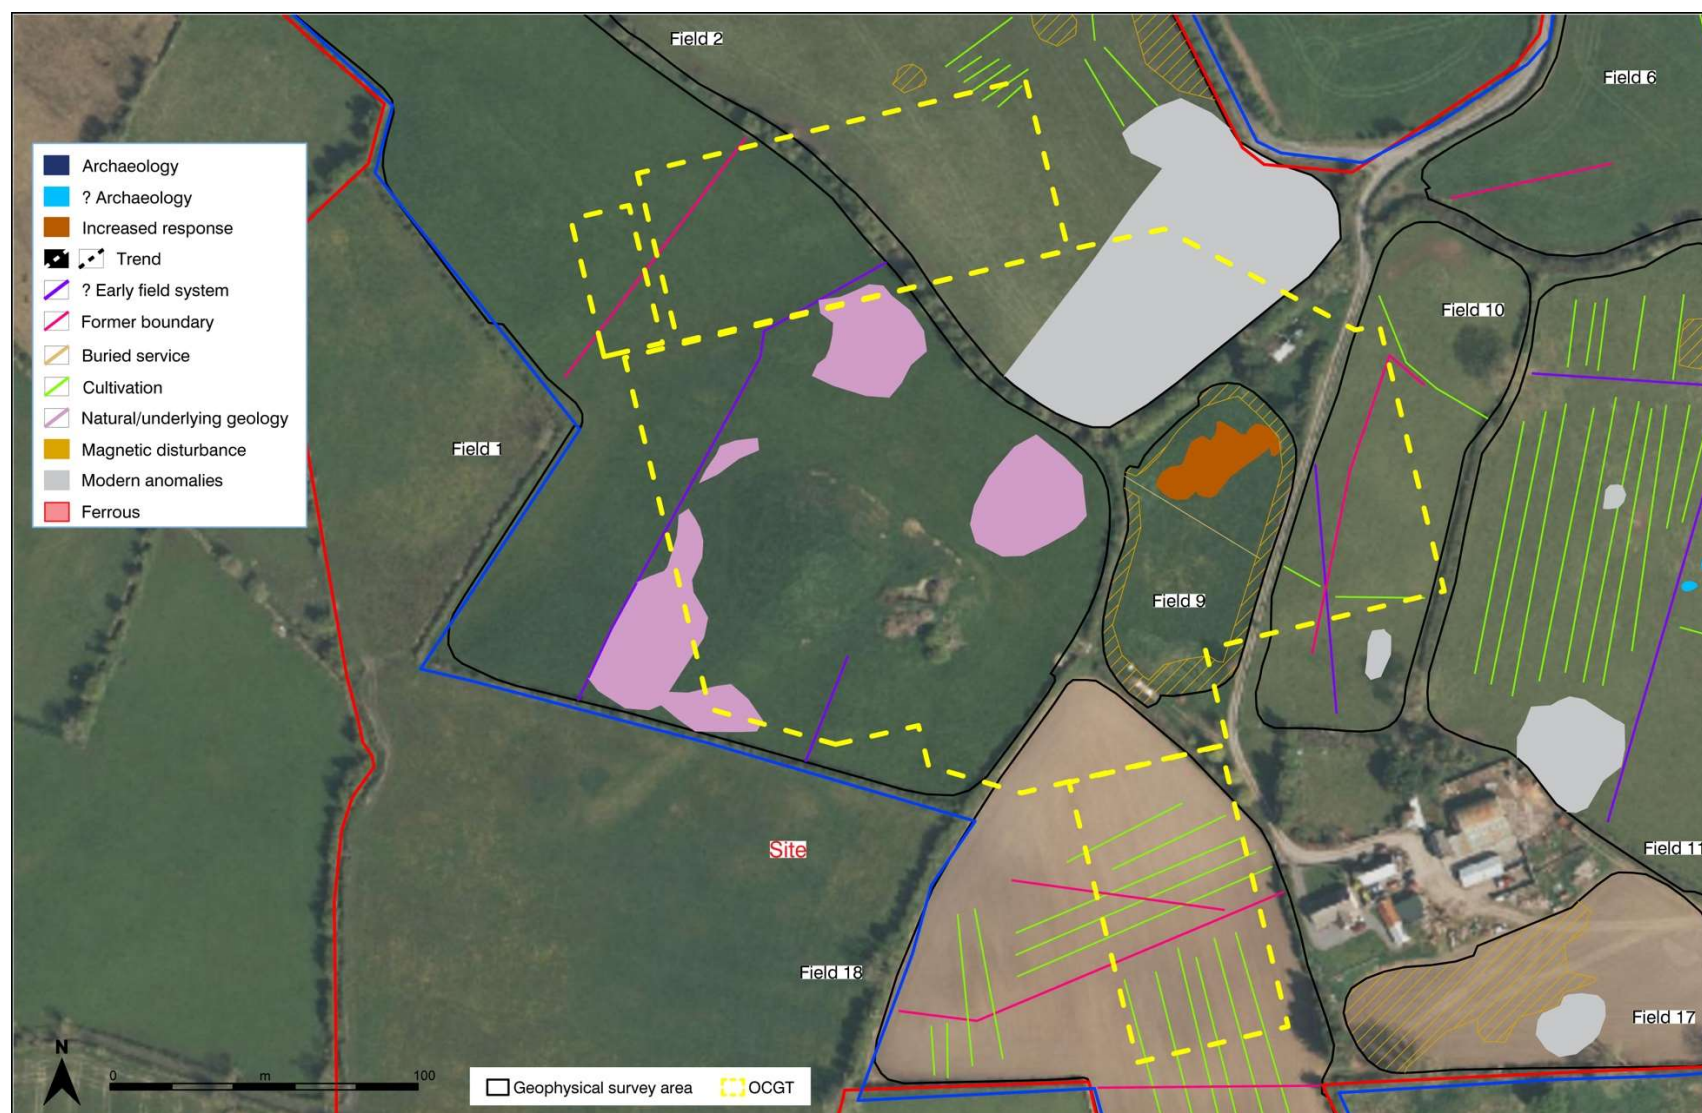 Field 2
Field 6
Archaeology
? Archaeology
Increased response
Trend
? Early field system
Former boundary
Buried service
Cultivation
Natural/underlying geology
Magnetic disturbance
Modern anomalies
Ferrous
Field 10
Field 1
Field 9
Site
Field 11
Field 18
Field 17
N
0 m 100
Geophysical survey area OCGT